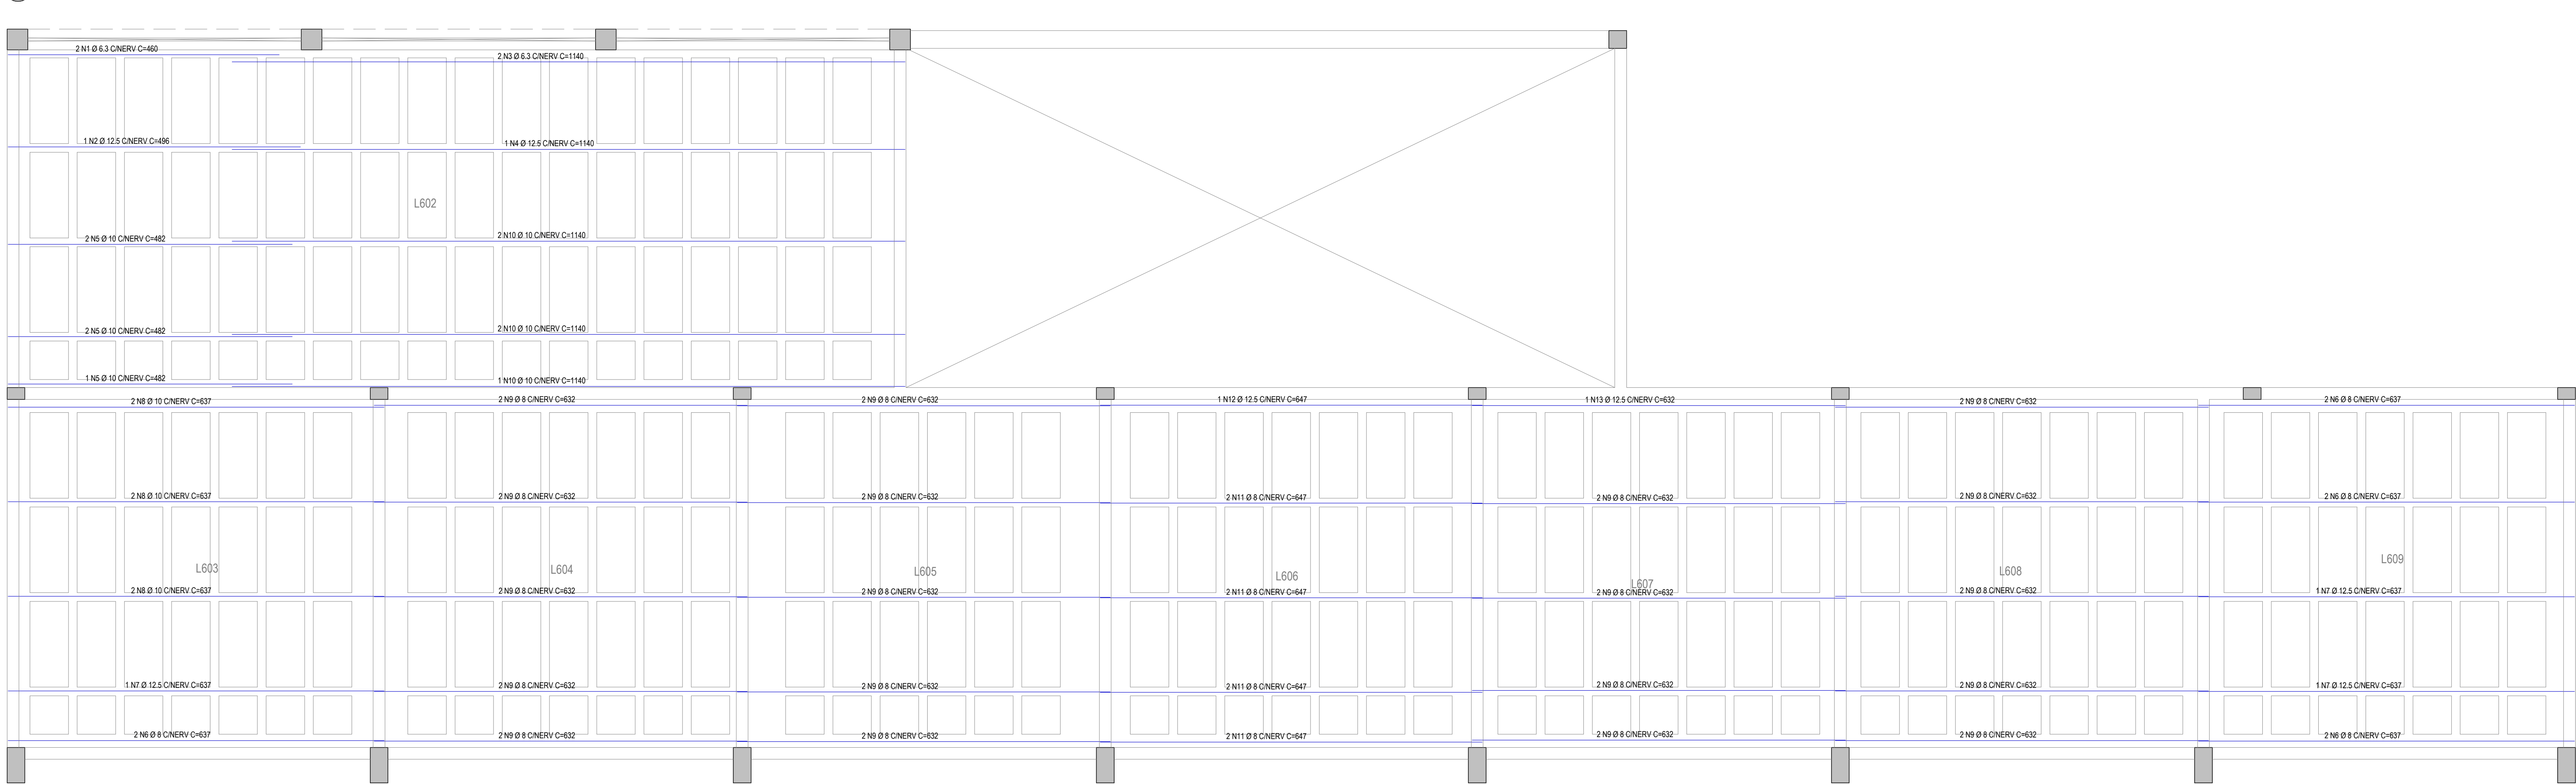 2 N1 Ø 6.3 C/NERV C=460
2 N3 Ø 6.3 C/NERV C=1140
1 N2 Ø 12.5 C/NERV C=496
1 N4 Ø 12.5 C/NERV C=1140
L602
2 N5 Ø 10 C/NERV C=482
2 N10 Ø 10 C/NERV C=1140
2 N5 Ø 10 C/NERV C=482
2 N10 Ø 10 C/NERV C=1140
1 N5 Ø 10 C/NERV C=482
1 N10 Ø 10 C/NERV C=1140
2 N8 Ø 10 C/NERV C=637
2 N9 Ø 8 C/NERV C=632
2 N9 Ø 8 C/NERV C=632
1 N12 Ø 12.5 C/NERV C=647
1 N13 Ø 12.5 C/NERV C=632
2 N9 Ø 8 C/NERV C=632
2 N6 Ø 8 C/NERV C=637
2 N8 Ø 10 C/NERV C=637
2 N9 Ø 8 C/NERV C=632
2 N9 Ø 8 C/NERV C=632
2 N11 Ø 8 C/NERV C=647
2 N9 Ø 8 C/NERV C=632
2 N9 Ø 8 C/NERV C=632
2 N6 Ø 8 C/NERV C=637
L603
L604
L605
L606
L607
L608
L609
2 N8 Ø 10 C/NERV C=637
2 N9 Ø 8 C/NERV C=632
2 N9 Ø 8 C/NERV C=632
2 N11 Ø 8 C/NERV C=647
2 N9 Ø 8 C/NERV C=632
2 N9 Ø 8 C/NERV C=632
1 N7 Ø 12.5 C/NERV C=637
1 N7 Ø 12.5 C/NERV C=637
2 N9 Ø 8 C/NERV C=632
2 N9 Ø 8 C/NERV C=632
2 N11 Ø 8 C/NERV C=647
2 N9 Ø 8 C/NERV C=632
2 N9 Ø 8 C/NERV C=632
1 N7 Ø 12.5 C/NERV C=637
2 N6 Ø 8 C/NERV C=637
2 N9 Ø 8 C/NERV C=632
2 N9 Ø 8 C/NERV C=632
2 N11 Ø 8 C/NERV C=647
2 N9 Ø 8 C/NERV C=632
2 N9 Ø 8 C/NERV C=632
2 N6 Ø 8 C/NERV C=637